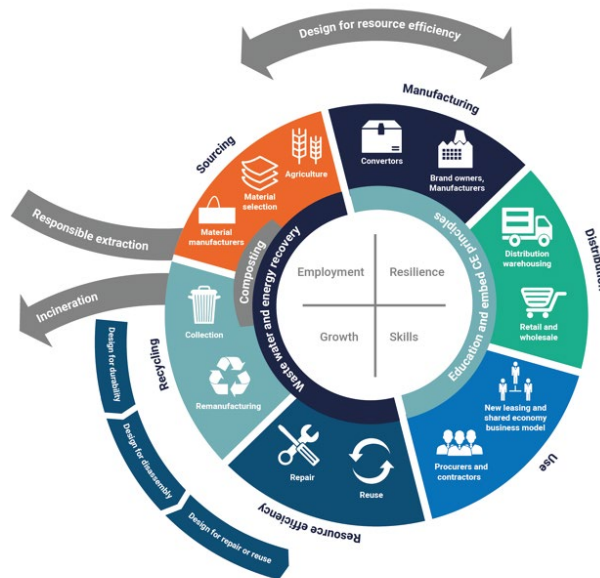 Design for resource efficiency
Manufacturing
Convertors
Brand owners,
Manufacturers
Sourcing
Agriculture
Material
selection
Material
manufacturers
Responsible extraction
Composting
Waste water and energy recovery
Education and embed CE principles
Employment
Resilience
Growth
Skills
Distribution
warehousing
Retail and
wholesale
Incineration
Collection
Remanufacturing
Recycling
New leasing and
shared economy
business model
Procurers and
contractors
Use
Repair
Reuse
Resource efficiency
Design for durability
Design for disassembly
Design for repair or reuse